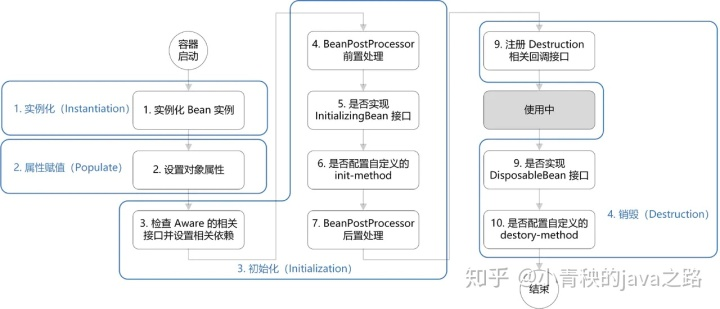 容器
启动
1. 实例化（Instantiation）
1. 实例化 Bean 实例
2. 属性赋值（Populate）
2. 设置对象属性
3. 检查 Aware 的相关
接口并设置相关依赖
3. 初始化（Initialization）
4. BeanPostProcessor
前置处理
5. 是否实现
InitializingBean 接口
6. 是否配置自定义的
init-method
7. BeanPostProcessor
后置处理
9. 注册 Destruction
相关回调接口
使用中
9. 是否实现
DisposableBean 接口
10. 是否配置自定义的
destory-method
4. 销毁（Destruction）
结束
知乎 @小青秧的java之路